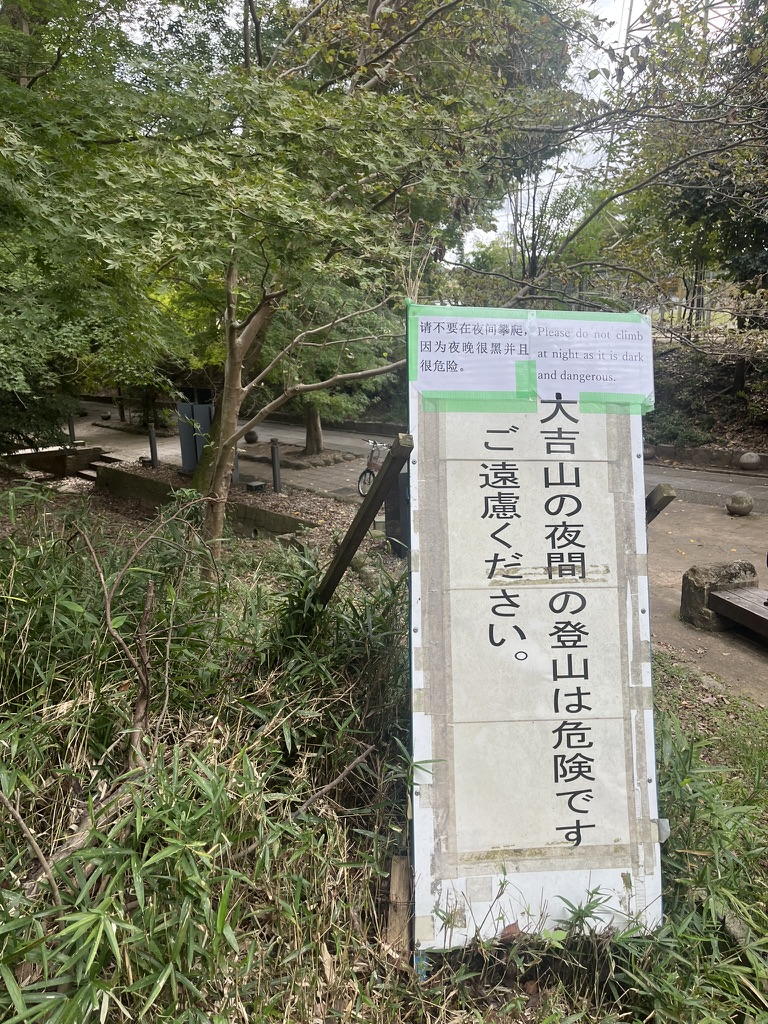 请不要在夜间攀爬，
因为夜晚很黑并且
很危险。
Please do not climb
at night as it is dark
and dangerous.
大吉山の夜間の登山は危険です
ご遠慮ください。